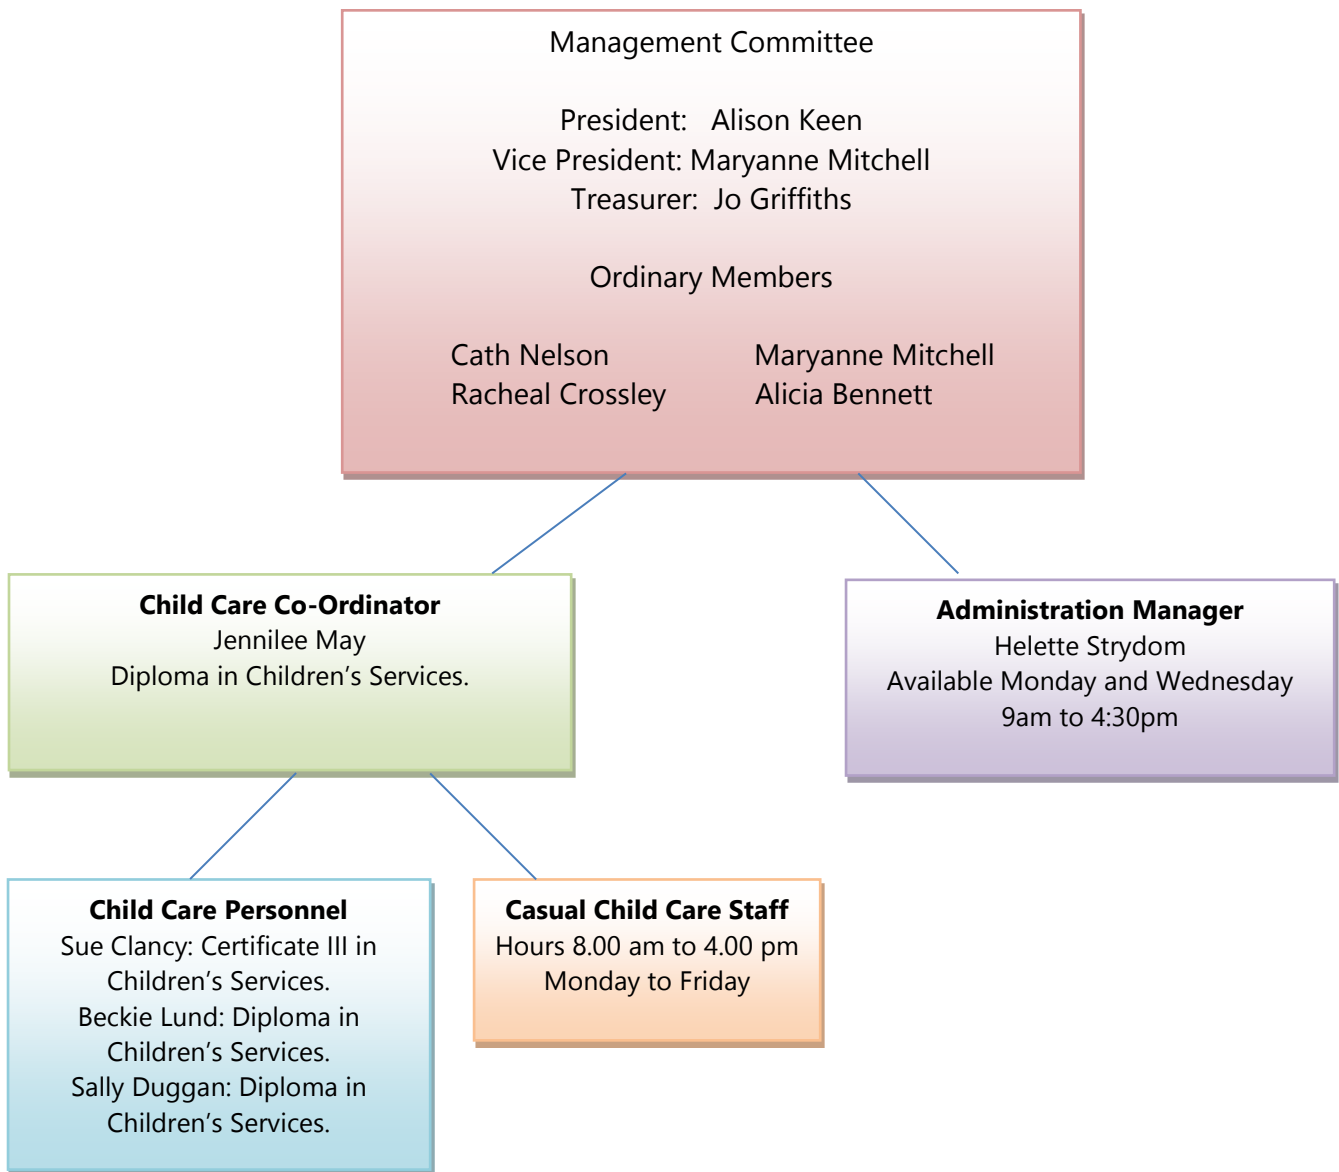 Management Committee
President: Alison Keen
Vice President: Maryanne Mitchell
Treasurer: Jo Griffiths
Ordinary Members
Cath Nelson Maryanne Mitchell
Racheal Crossley Alicia Bennett
Child Care Co-Ordinator
Jennilee May
Diploma in Children’s Services.
Administration Manager
Helette Strydom
Available Monday and Wednesday
9am to 4:30pm
Child Care Personnel
Sue Clancy: Certificate III in
Children’s Services.
Beckie Lund: Diploma in
Children’s Services.
Sally Duggan: Diploma in
Children’s Services.
Casual Child Care Staff
Hours 8.00 am to 4.00 pm
Monday to Friday